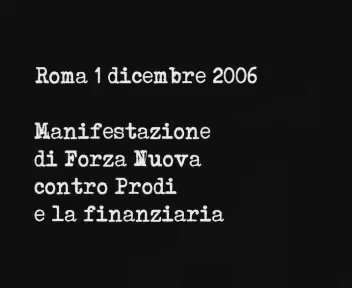 Roma 1 dicembre 2006
Manifestazione
di Forza Nuova
contro Prodi
e la finanziaria